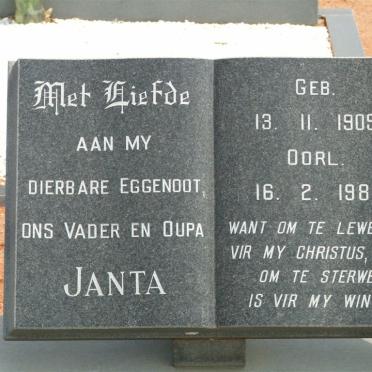 Met Liefde
AAN MY
DIERBARE EGGENOOT,
ONS VADER EN OUPA
JANTA
GEB.
13. 11. 1909
OORL.
16. 2. 198
WANT OM TE LEWE
VIR MY CHRISTUS,
OM TE STERWE
IS VIR MY WIN